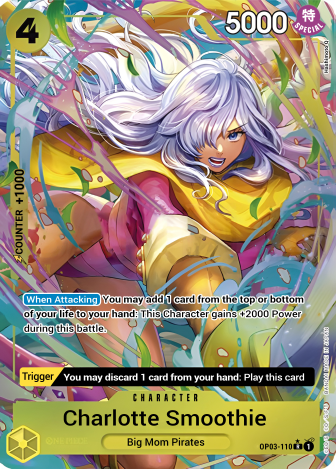 4
5000
特
SPECIAL
COUNTER +1000
When Attacking You may add 1 card from the top or bottom
of your life to your hand: This Character gains +2000 Power
during this battle.
Trigger You may discard 1 card from your hand: Play this card
CHARACTER
Charlotte Smoothie
Big Mom Pirates
OP03-110 R 1